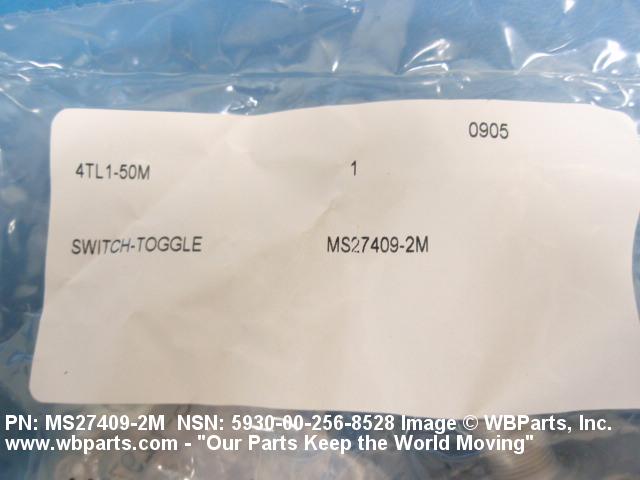 0905
4TL1-50M 1
SWITCH-TOGGLE MS27409-2M
PN: MS27409-2M NSN: 5930-00-256-8528 Image © WBParts, Inc.
www.wbparts.com - "Our Parts Keep the World Moving"